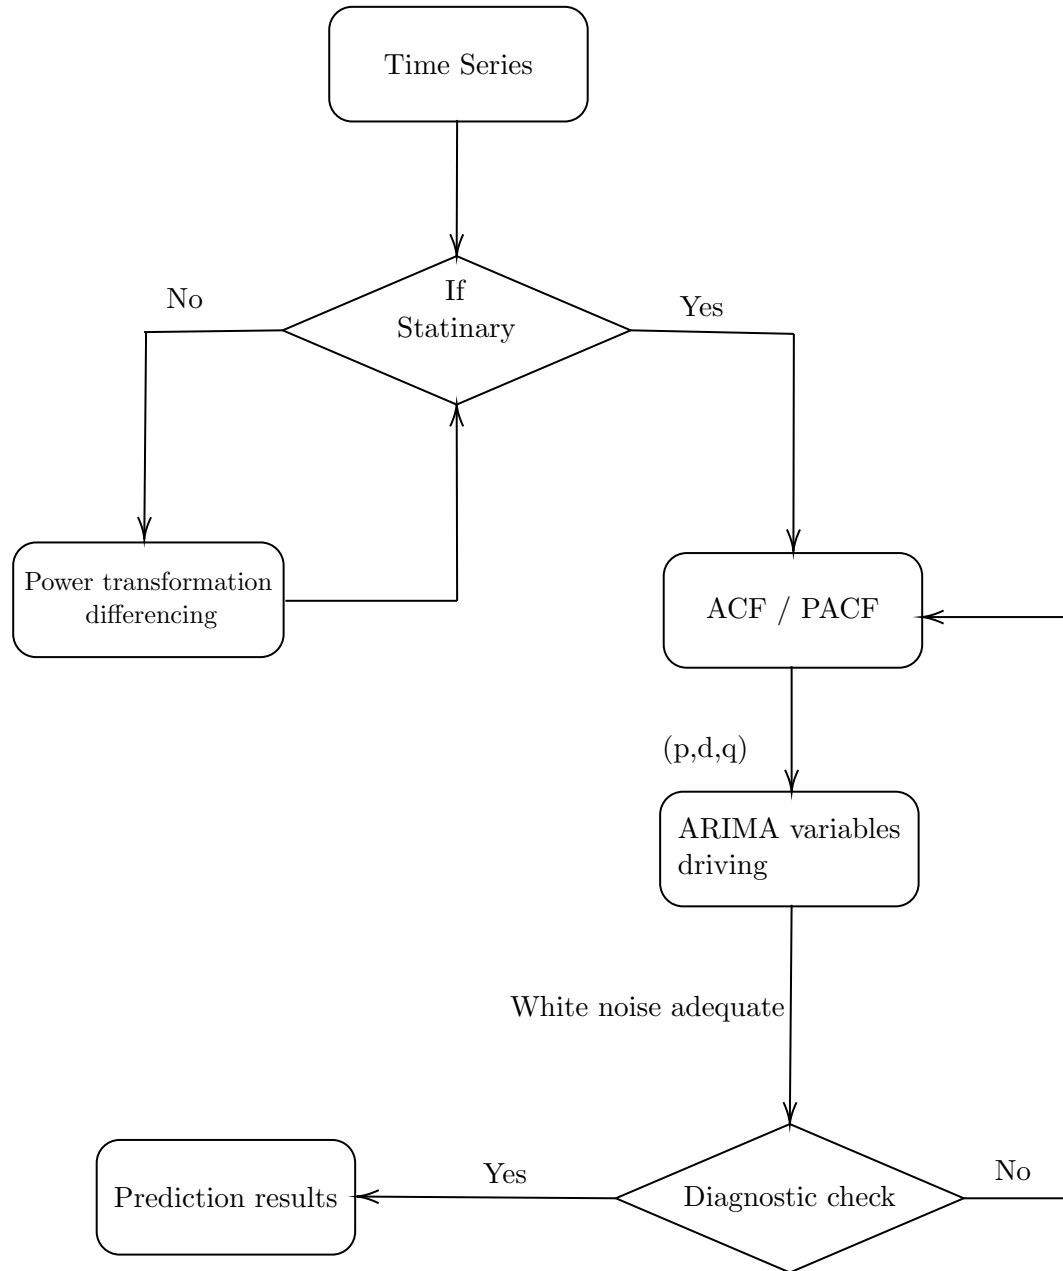 Time Series
If
Statinary
No
Yes
Power transformation
differencing
ACF / PACF
(p,d,q)
ARIMA variables
driving
White noise adequate
Diagnostic check
Yes
No
Prediction results